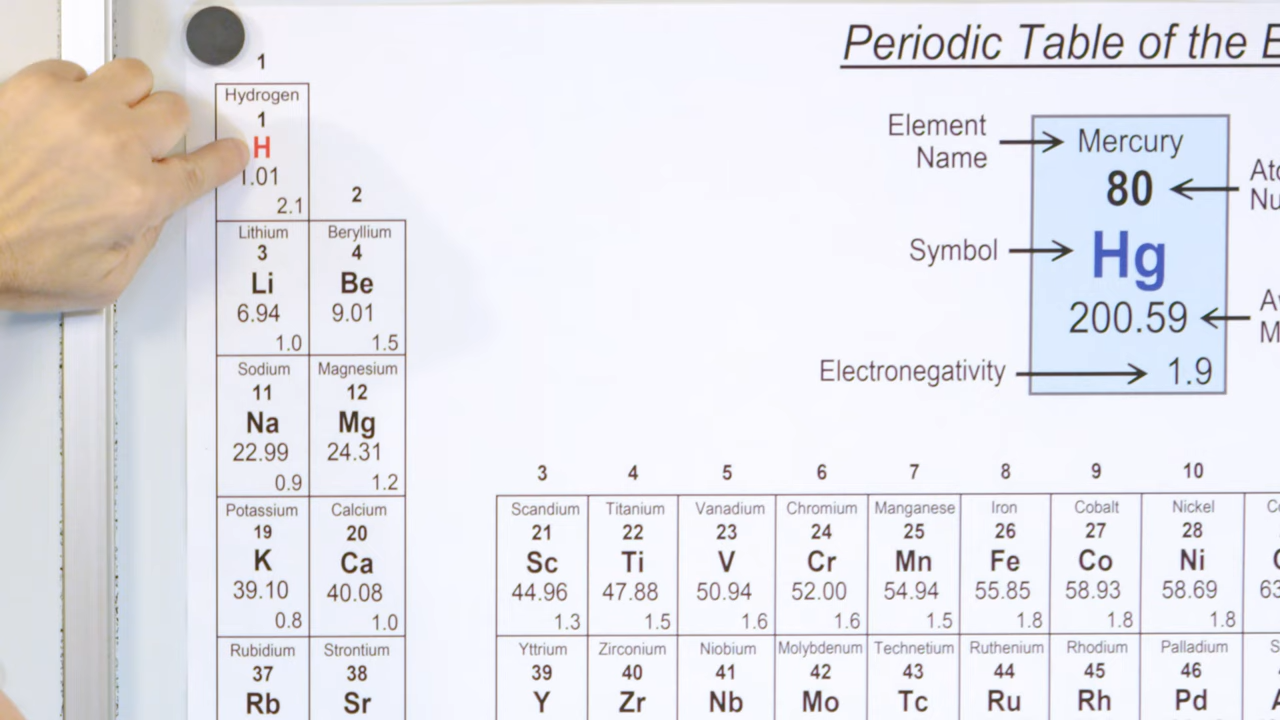 Periodic Table of the E
1
Hydrogen
1
H
1.01
2.1
2
Lithium
3
Li
6.94
1.0
Beryllium
4
Be
9.01
1.5
Sodium
11
Na
22.99
0.9
Magnesium
12
Mg
24.31
1.2
Potassium
19
K
39.10
0.8
Calcium
20
Ca
40.08
1.0
Rubidium
37
Rb
Strontium
38
Sr
Element
Name
Mercury
80
Hg
200.59
1.9
Symbol
Electronegativity
3
4
5
6
7
8
9
10
Scandium
21
Sc
44.96
1.3
Titanium
22
Ti
47.88
1.5
Vanadium
23
V
50.94
1.6
Chromium
24
Cr
52.00
1.6
Manganese
25
Mn
54.94
1.5
Iron
26
Fe
55.85
1.8
Cobalt
27
Co
58.93
1.8
Nickel
28
Ni
58.69
1.8
63
Yttrium
39
Y
Zirconium
40
Zr
Niobium
41
Nb
Molybdenum
42
Mo
Technetium
43
Tc
Ruthenium
44
Ru
Rhodium
45
Rh
Palladium
46
Pd